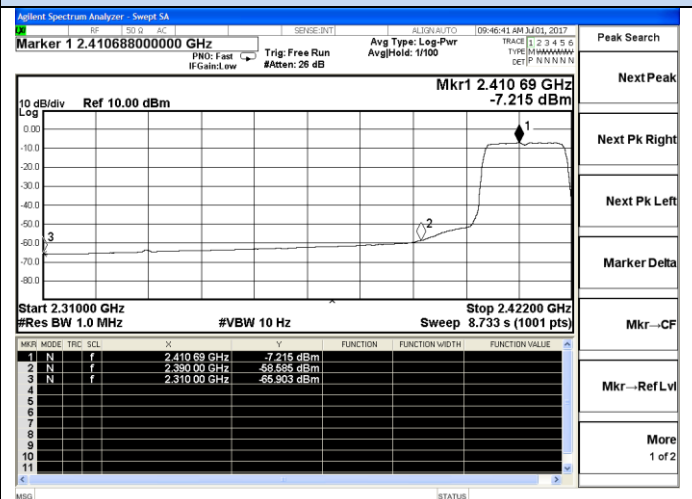 Agilent Spectrum Analyzer - Swept SA
RF 50 Ω AC SENSE:INT ALIGN AUTO 09:46:41 AM Jul 01, 2017
Marker 1 2.410688000000 GHz
PNO: Fast
IFGain:Low
Trig: Free Run
#Atten: 26 dB
Avg Type: Log-Pwr
Avg|Hold: 1/100
TRACE 1 2 3 4 5 6
TYPE
DET P N N N N N
Peak Search
Next Peak
Next Pk Right
Next Pk Left
Marker Delta
Mkr→CF
Mkr→Ref Lvl
More
1 of 2
Mkr1 2.410 69 GHz
-7.215 dBm
10 dB/div Ref 10.00 dBm
Log
0.00
-10.0
-20.0
-30.0
-40.0
-50.0
-60.0
-70.0
-80.0
1
2
3
Start 2.31000 GHz Stop 2.42200 GHz
#Res BW 1.0 MHz #VBW 10 Hz Sweep 8.733 s (1001 pts)
MKR MODE TRC SCL X Y FUNCTION FUNCTION WIDTH FUNCTION VALUE
1 N f 2.410 69 GHz -7.215 dBm
2 N f 2.390 00 GHz -58.585 dBm
3 N f 2.310 00 GHz -65.903 dBm
4
5
6
7
8
9
10
11
MSG STATUS